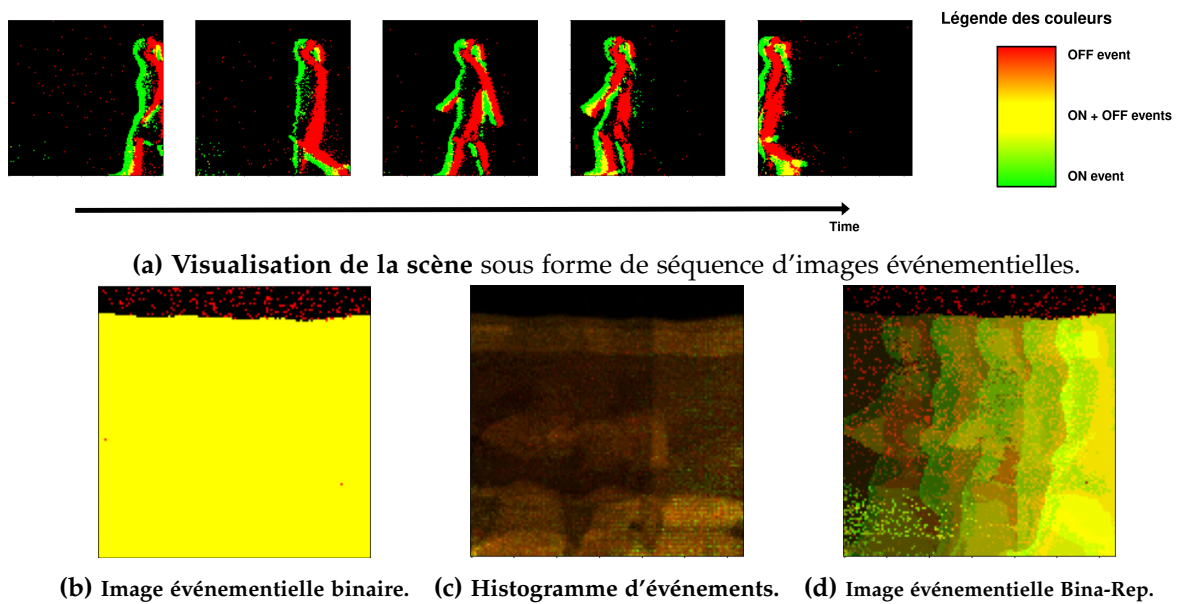 Légende des couleurs
OFF event
ON + OFF events
ON event
Time
(a) Visualisation de la scène sous forme de séquence d'images événementielles.
(b) Image événementielle binaire. (c) Histogramme d'événements. (d) Image événementielle Bina-Rep.